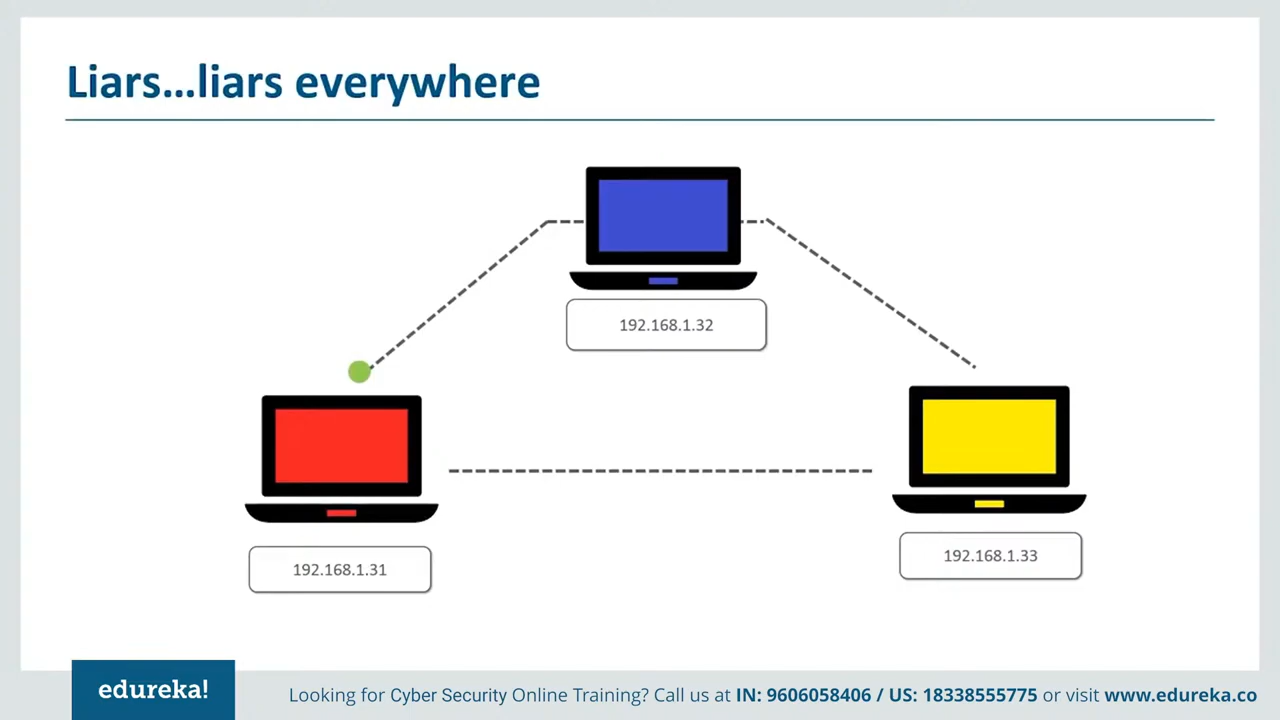 Liars...liars everywhere
192.168.1.32
192.168.1.33
192.168.1.31
edureka!
Looking for Cyber Security Online Training? Call us at IN: 9606058406 / US: 18338555775 or visit www.edureka.co